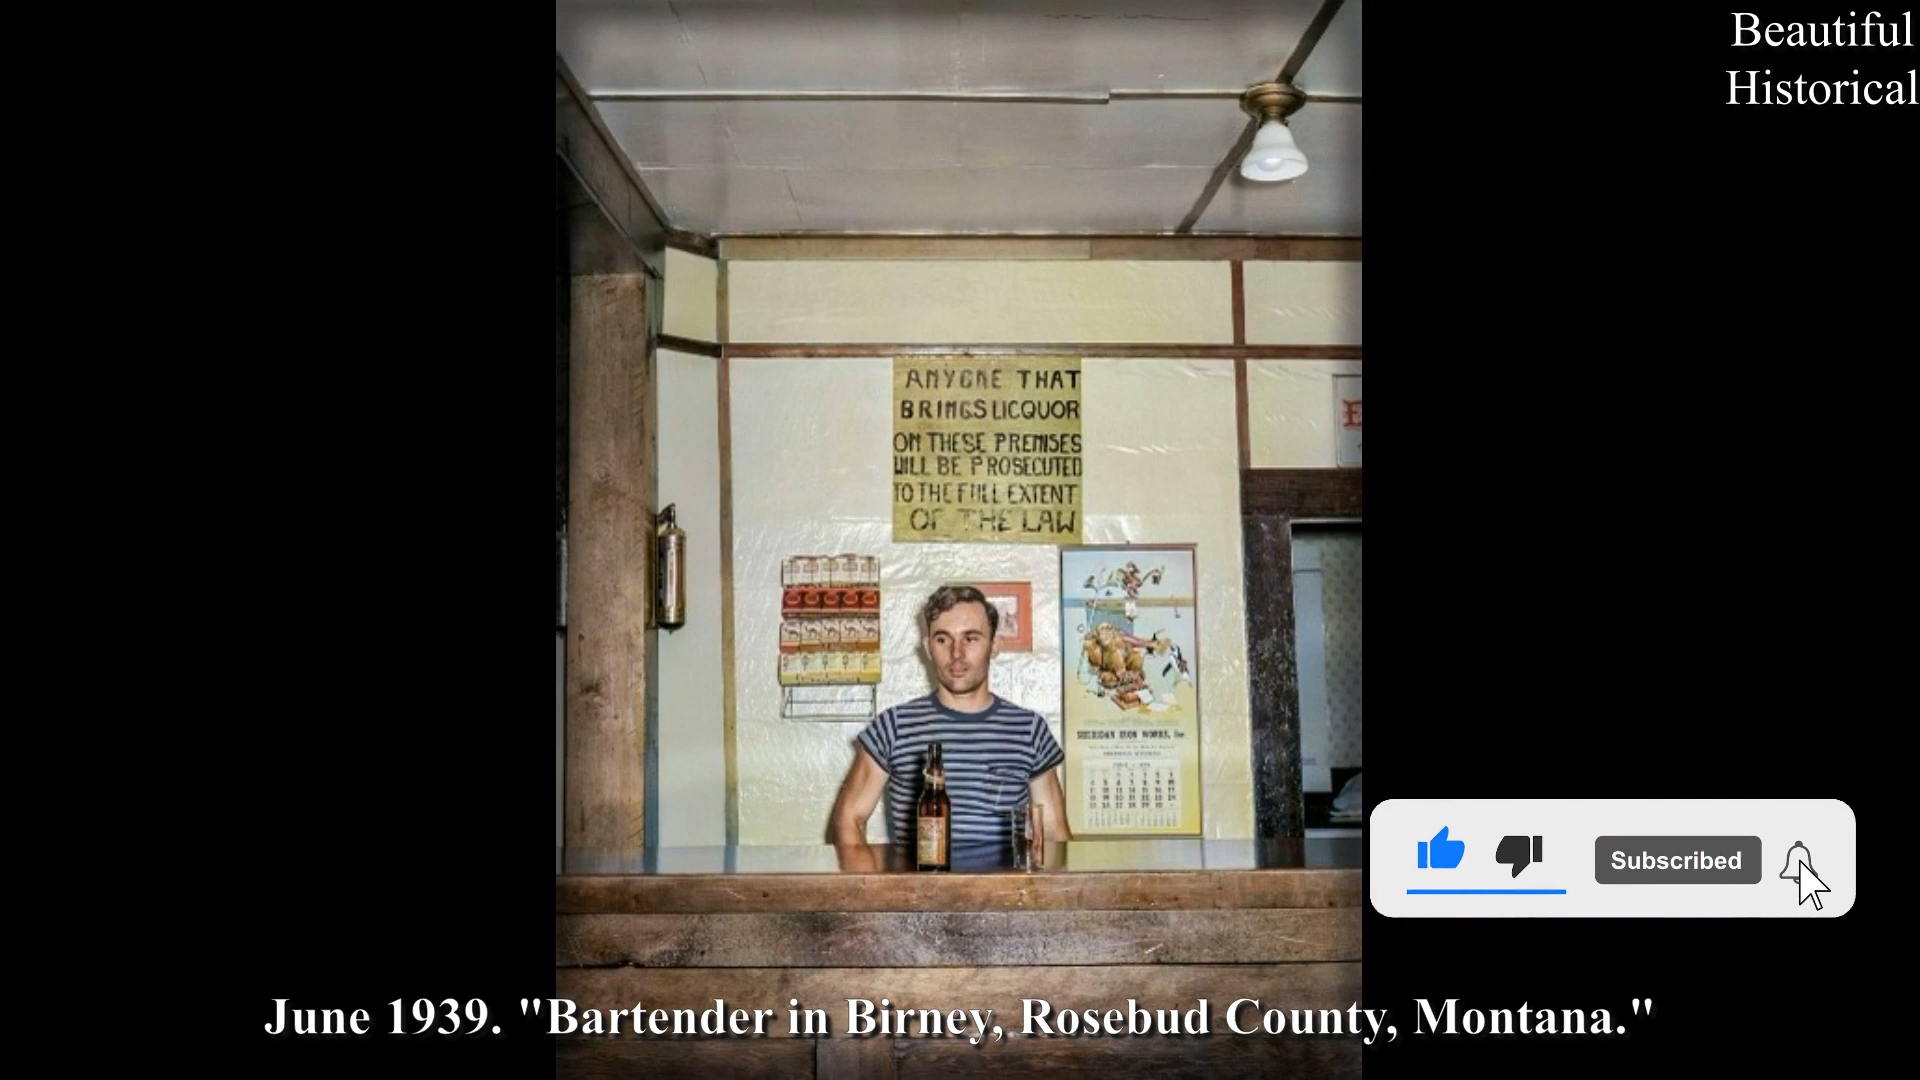 Beautiful
Historical
ANYONE THAT
BRINGS LICQUOR
ON THESE PREMISES
WILL BE PROSECUTED
TO THE FULL EXTENT
OF THE LAW
SHERIDAN IRON WORKS, Inc
Subscribed
June 1939. "Bartender in Birney, Rosebud County, Montana."